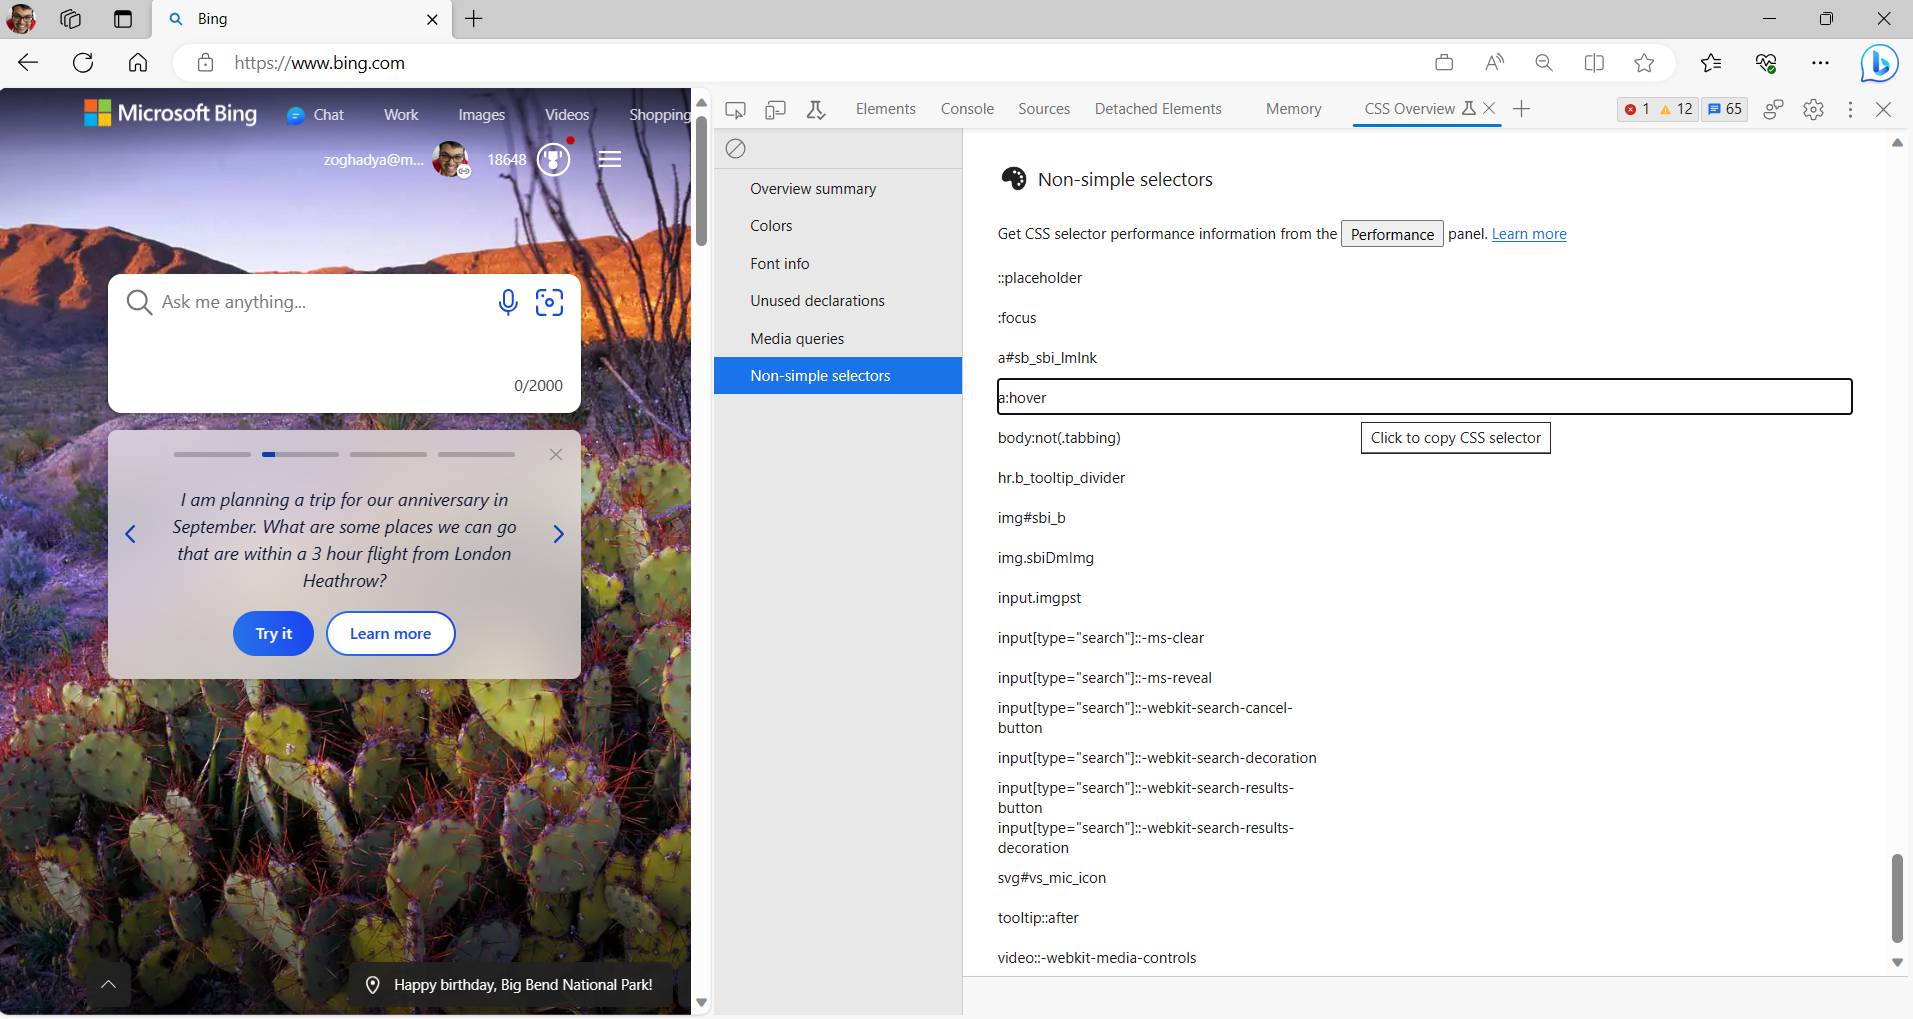 Bing
https://www.bing.com
Microsoft Bing
Chat
Work
Images
Videos
Shopping
zoghadya@m...
18648
Ask me anything...
0/2000
I am planning a trip for our anniversary in
September. What are some places we can go
that are within a 3 hour flight from London
Heathrow?
Try it
Learn more
Happy birthday, Big Bend National Park!
Elements
Console
Sources
Detached Elements
Memory
CSS Overview
1
12
65
Overview summary
Colors
Font info
Unused declarations
Media queries
Non-simple selectors
Non-simple selectors
Get CSS selector performance information from the Performance panel. Learn more
::placeholder
:focus
a#sb_sbi_lmlnk
a:hover
body:not(.tabbing)
Click to copy CSS selector
hr.b_tooltip_divider
img#sbi_b
img.sbiDmImg
input.imgpst
input[type="search"]::-ms-clear
input[type="search"]::-ms-reveal
input[type="search"]::-webkit-search-cancel-
button
input[type="search"]::-webkit-search-decoration
input[type="search"]::-webkit-search-results-
button
input[type="search"]::-webkit-search-results-
decoration
svg#vs_mic_icon
tooltip::after
video::-webkit-media-controls